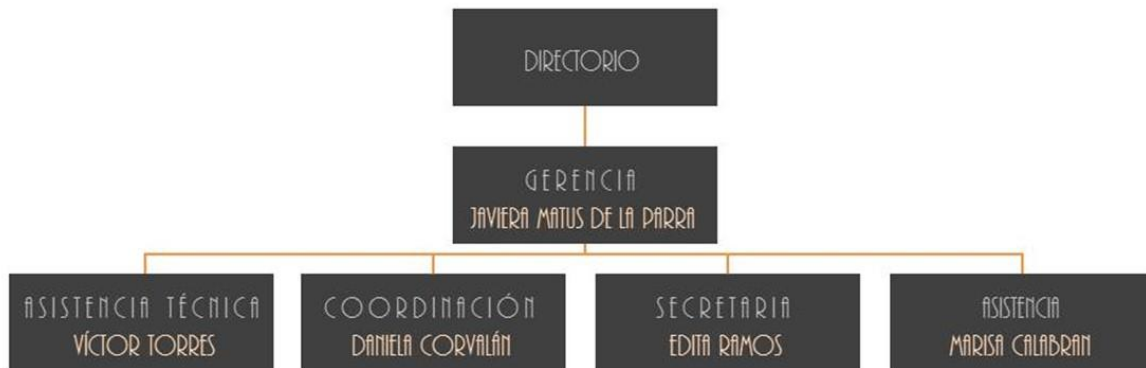 DIRECTORIO
GERENCIA
JAVIERA MATUS DE LA PARRA
ASISTENCIA TÉCNICA
VÍCTOR TORRES
COORDINACIÓN
DANIELA CORVALÁN
SECRETARIA
EDITA RAMOS
ASISTENCIA
MARISA CALABRAN